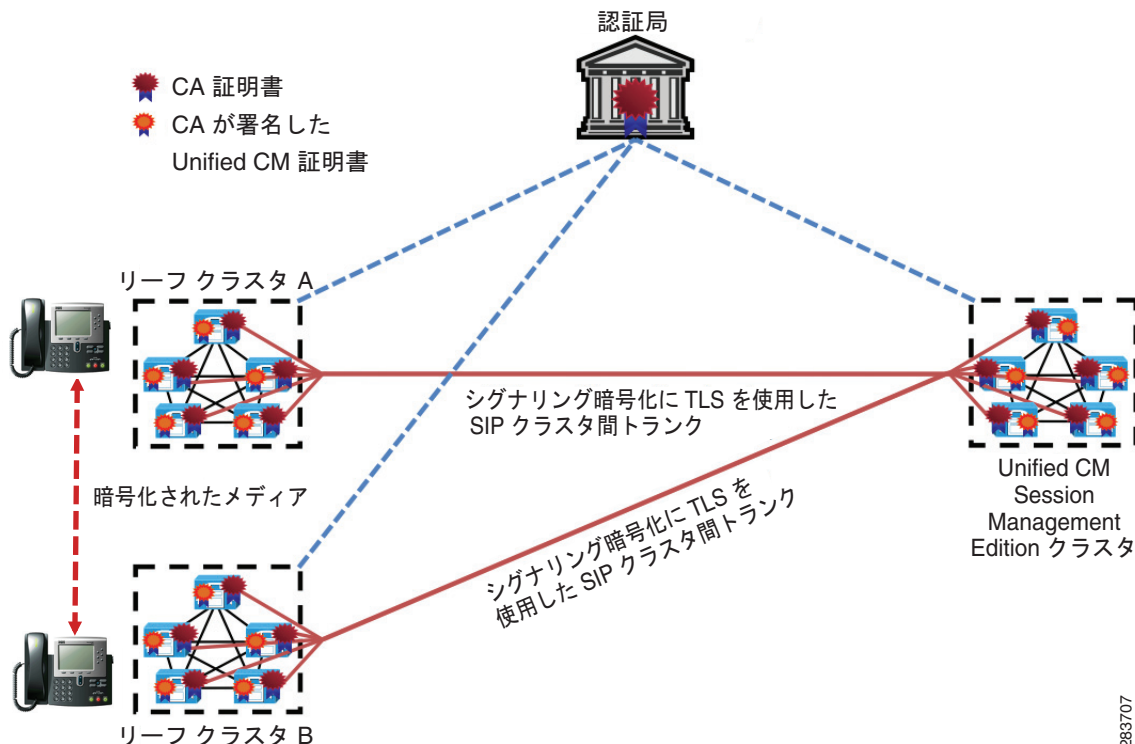 認証局
CA 証明書
CA が署名した
Unified CM 証明書
リーフ クラスタ A
シグナリング暗号化に TLS を使用した
SIP クラスタ間トランク
暗号化されたメディア
シグナリング暗号化に TLS を
使用した SIP クラスタ間トランク
Unified CM
Session
Management
Edition クラスタ
リーフ クラスタ B
283707